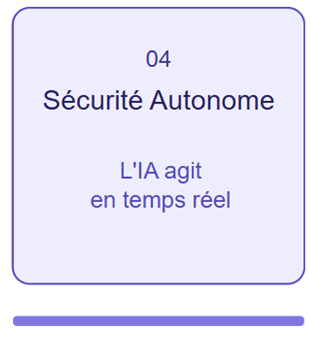 04
Sécurité Autonome
L'IA agit
en temps réel